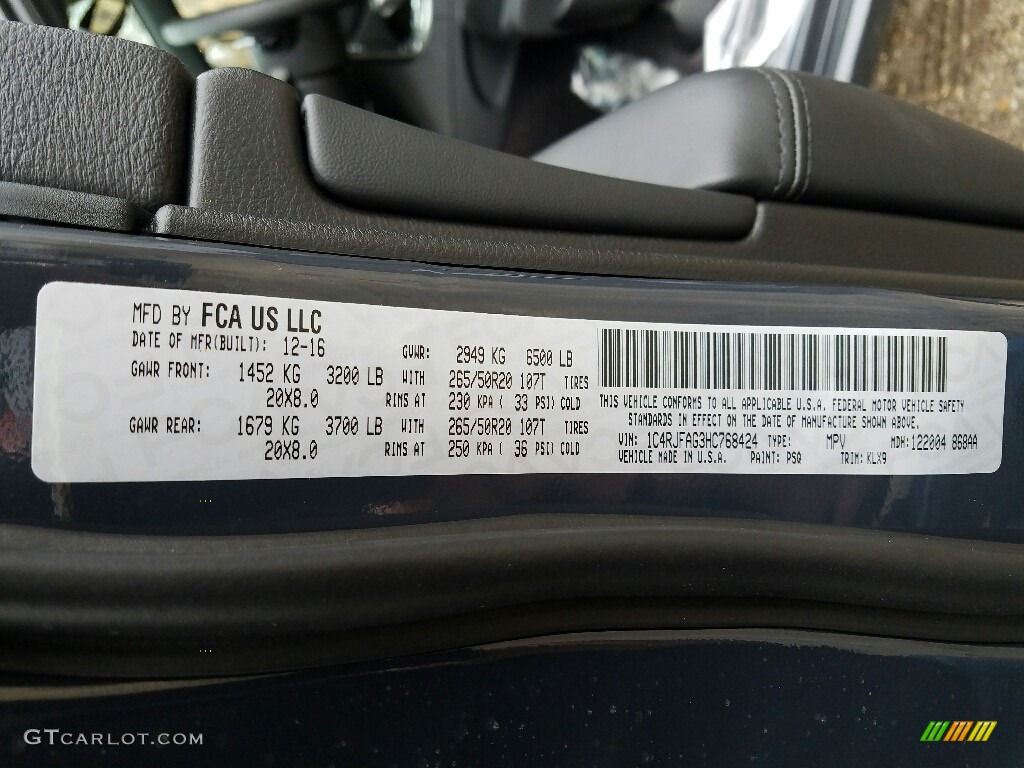 MFD BY FCA US LLC
DATE OF MFR(BUILT): 12-16 GVWR: 2949 KG 6500 LB
GAWR FRONT: 1452 KG 3200 LB WITH 265/50R20 107T TIRES
20X8.0 RIMS AT 230 KPA ( 33 PSI) COLD
GAWR REAR: 1679 KG 3700 LB WITH 265/50R20 107T TIRES
20X8.0 RIMS AT 250 KPA ( 36 PSI) COLD
THIS VEHICLE CONFORMS TO ALL APPLICABLE U.S.A. FEDERAL MOTOR VEHICLE SAFETY
STANDARDS IN EFFECT ON THE DATE OF MANUFACTURE SHOWN ABOVE.
VIN: 1C4RJFAG3HC768424 TYPE: MPV MDH: 122004 868AA
VEHICLE MADE IN U.S.A. PAINT: PSQ TRIM: KLX9
GTCARLOT.COM